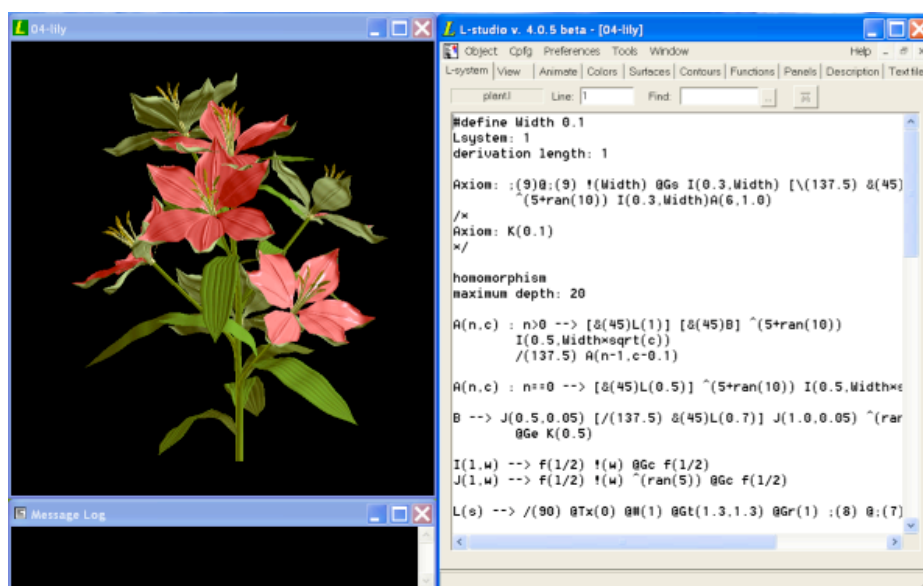 04-lily
L-studio v. 4.0.5 beta - [04-lily]
Object Cpfg Preferences Tools Window Help
L-system View Animate Colors Surfaces Contours Functions Panels Description Text file
plant.l Line: 1 Find: ...
#define Width 0.1
Lsystem: 1
derivation length: 1
Axiom: ;(9)@;(9) !(Width) @Gs I(0.3,Width) [\(137.5) &(45)
^(5+ran(10)) I(0.3,Width)A(6,1.0)
/*
Axiom: K(0.1)
*/
homomorphism
maximum depth: 20
A(n,c) : n>0 --> [&(45)L(1)] [&(45)B] ^(5+ran(10))
I(0.5,Width*sqrt(c))
/(137.5) A(n-1,c-0.1)
A(n,c) : n==0 --> [&(45)L(0.5)] ^(5+ran(10)) I(0.5,Width*s
B --> J(0.5,0.05) [/(137.5) &(45)L(0.7)] J(1.0,0.05) ^(ran
@Ge K(0.5)
I(l,w) --> f(l/2) !(w) @Gc f(l/2)
J(l,w) --> f(l/2) !(w) ^(ran(5)) @Gc f(l/2)
L(s) --> /(90) @Tx(0) @#(1) @Gt(1.3,1.3) @Gr(1) ;(8) @;(7)
Message Log